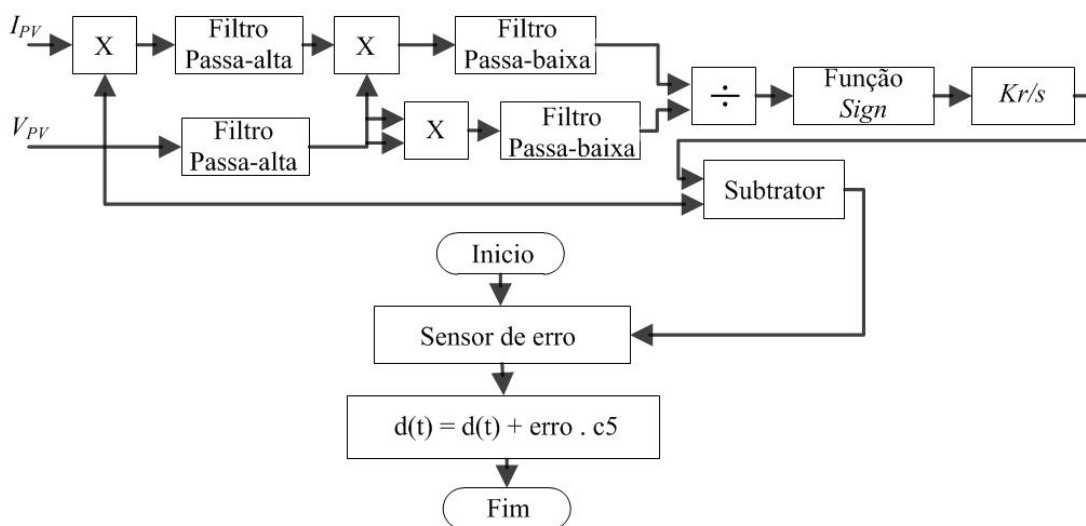 I_PV
X
Filtro
Passa-alta
X
Filtro
Passa-baixa
÷
Função
Sign
Kr/s
V_PV
Filtro
Passa-alta
X
Filtro
Passa-baixa
Subtrator
Inicio
Sensor de erro
d(t) = d(t) + erro . c5
Fim